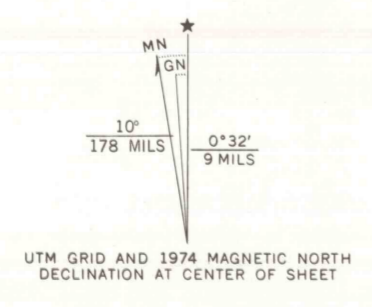 MN
GN
10°
178 MILS
0°32'
9 MILS
UTM GRID AND 1974 MAGNETIC NORTH
DECLINATION AT CENTER OF SHEET